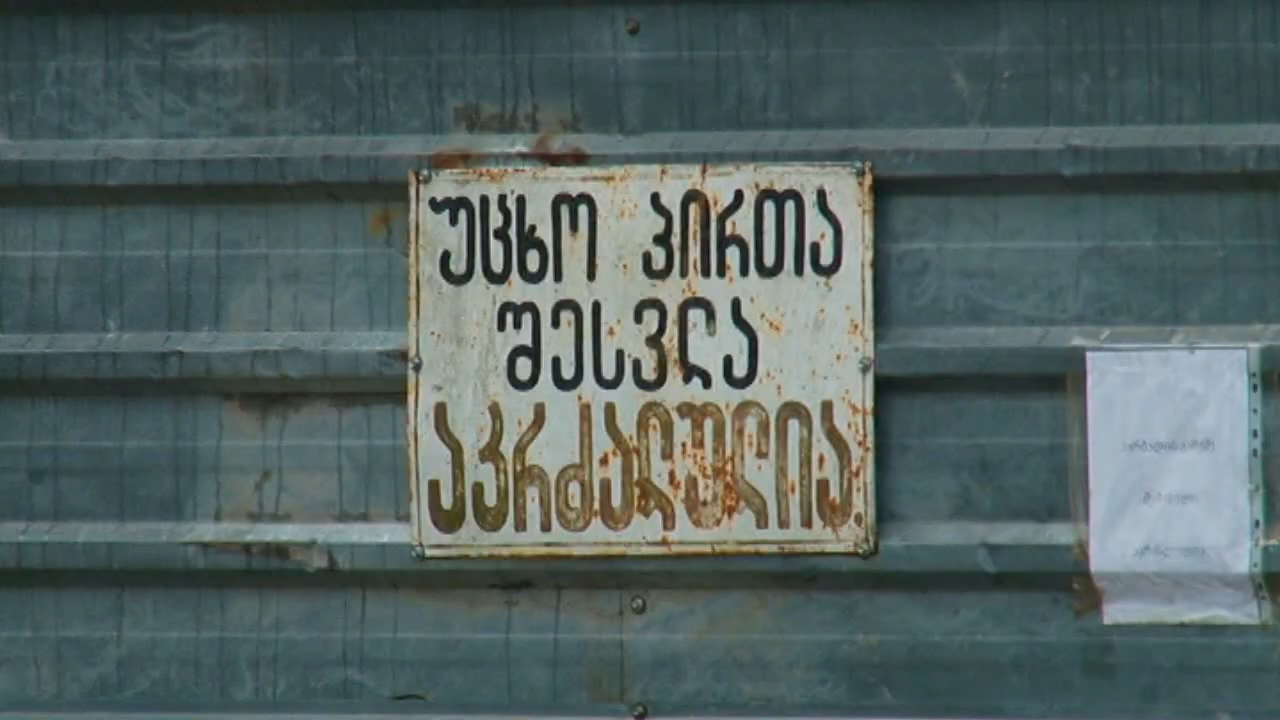 უცხო პირთა
შესვლა
აკრძალულია.